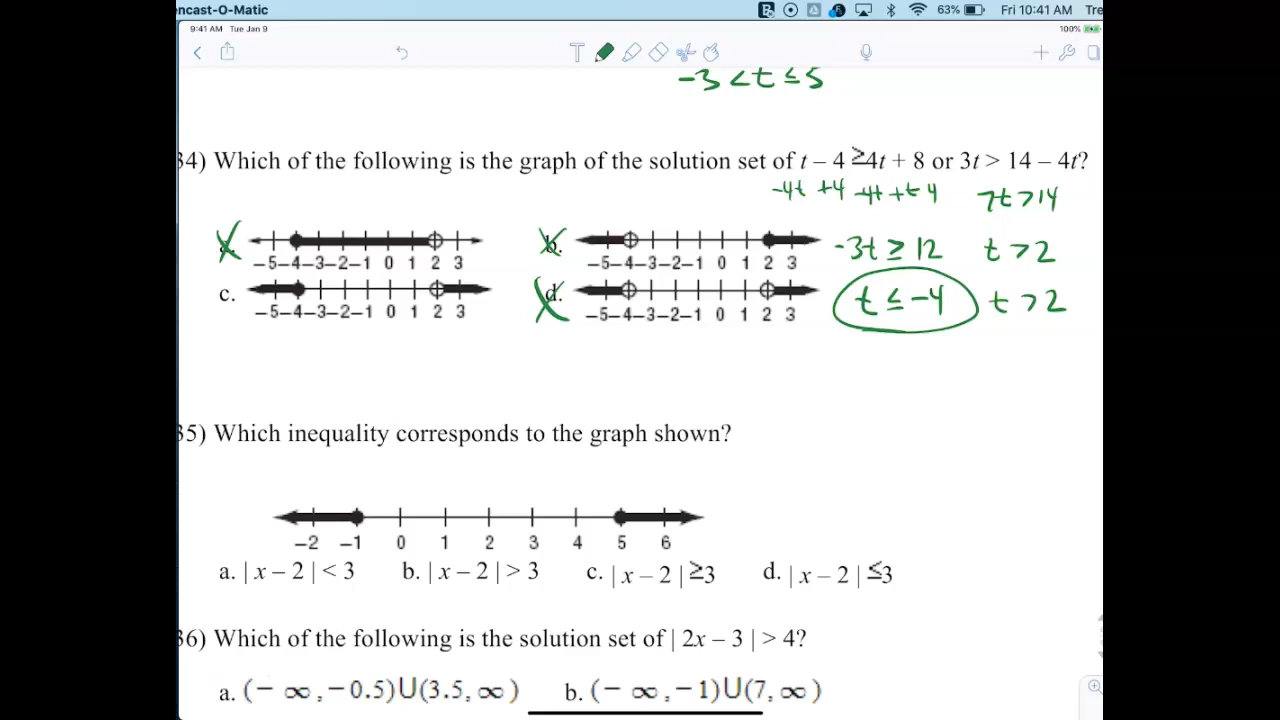 encast-O-Matic 63% Fri 10:41 AM Tre
9:41 AM Tue Jan 9 100%
T
-3 < t ≤ 5
34) Which of the following is the graph of the solution set of t – 4 ≥ 4t + 8 or 3t > 14 – 4t?
-4t +4 -4t + 4 7t > 14
-5 -4 -3 -2 -1 0 1 2 3 b. -5 -4 -3 -2 -1 0 1 2 3 -3t ≥ 12 t > 2
c. -5 -4 -3 -2 -1 0 1 2 3 d. -5 -4 -3 -2 -1 0 1 2 3 t ≤ -4 t > 2
35) Which inequality corresponds to the graph shown?
-2 -1 0 1 2 3 4 5 6
a. | x – 2 | < 3 b. | x – 2 | > 3 c. | x – 2 | ≥ 3 d. | x – 2 | ≤ 3
36) Which of the following is the solution set of | 2x – 3 | > 4?
a. (- ∞, -0.5)U(3.5, ∞) b. (- ∞, -1)U(7, ∞)